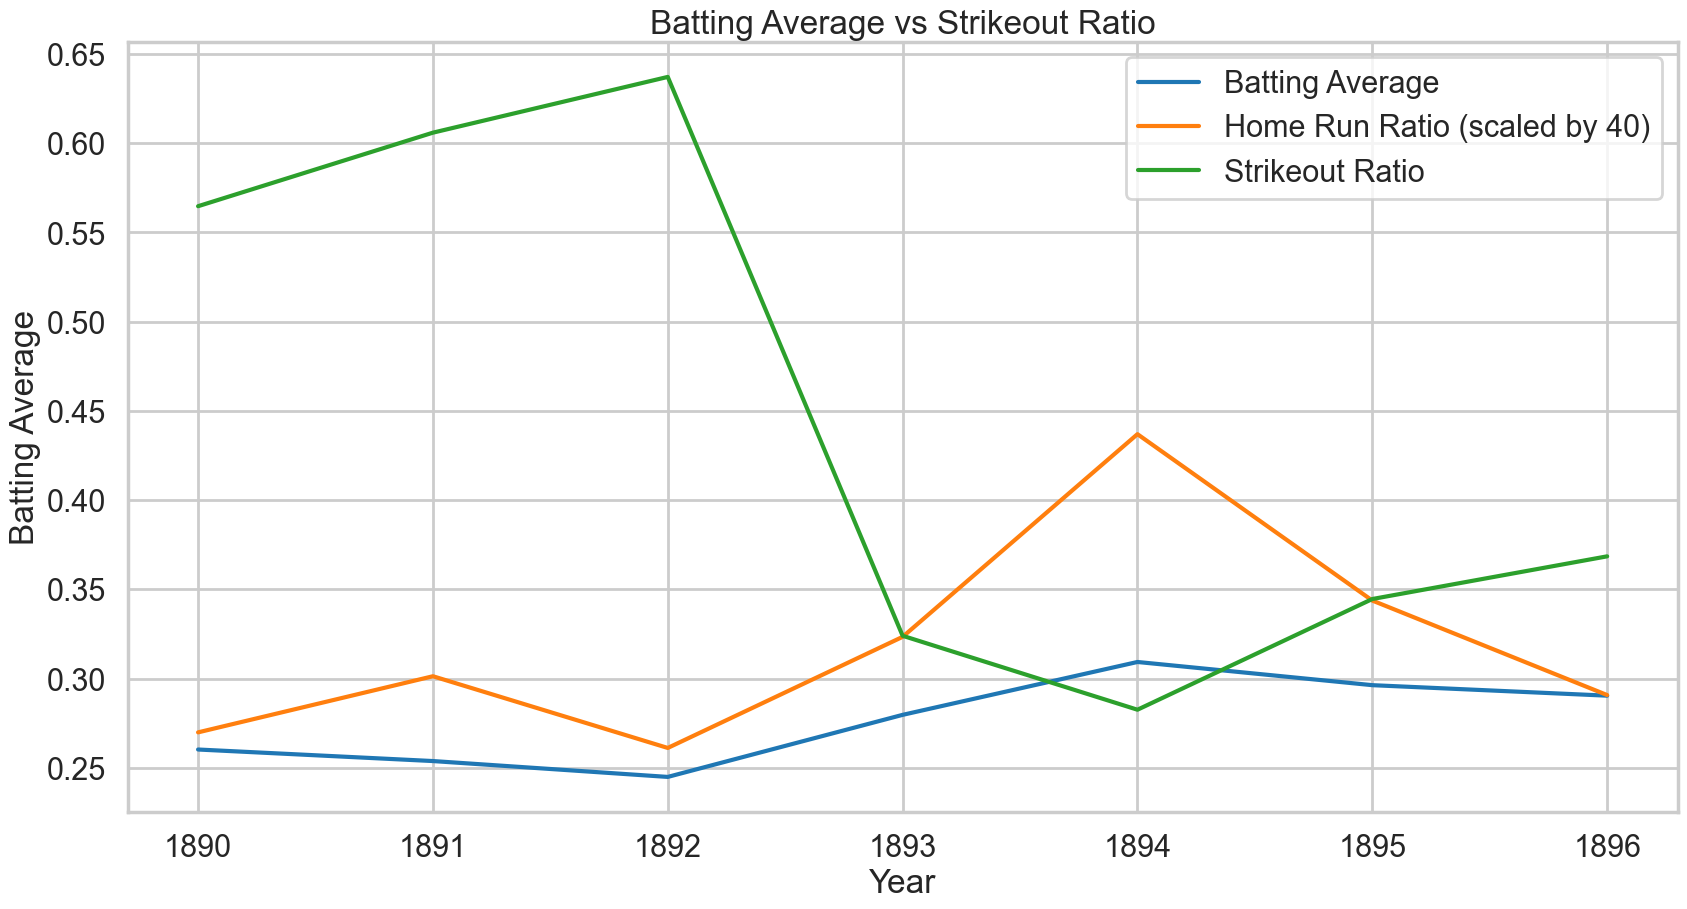 Batting Average vs Strikeout Ratio
Batting Average
Home Run Ratio (scaled by 40)
Strikeout Ratio
0.65
0.60
0.55
0.50
0.45
0.40
0.35
0.30
0.25
Batting Average
1890 1891 1892 1893 1894 1895 1896
Year